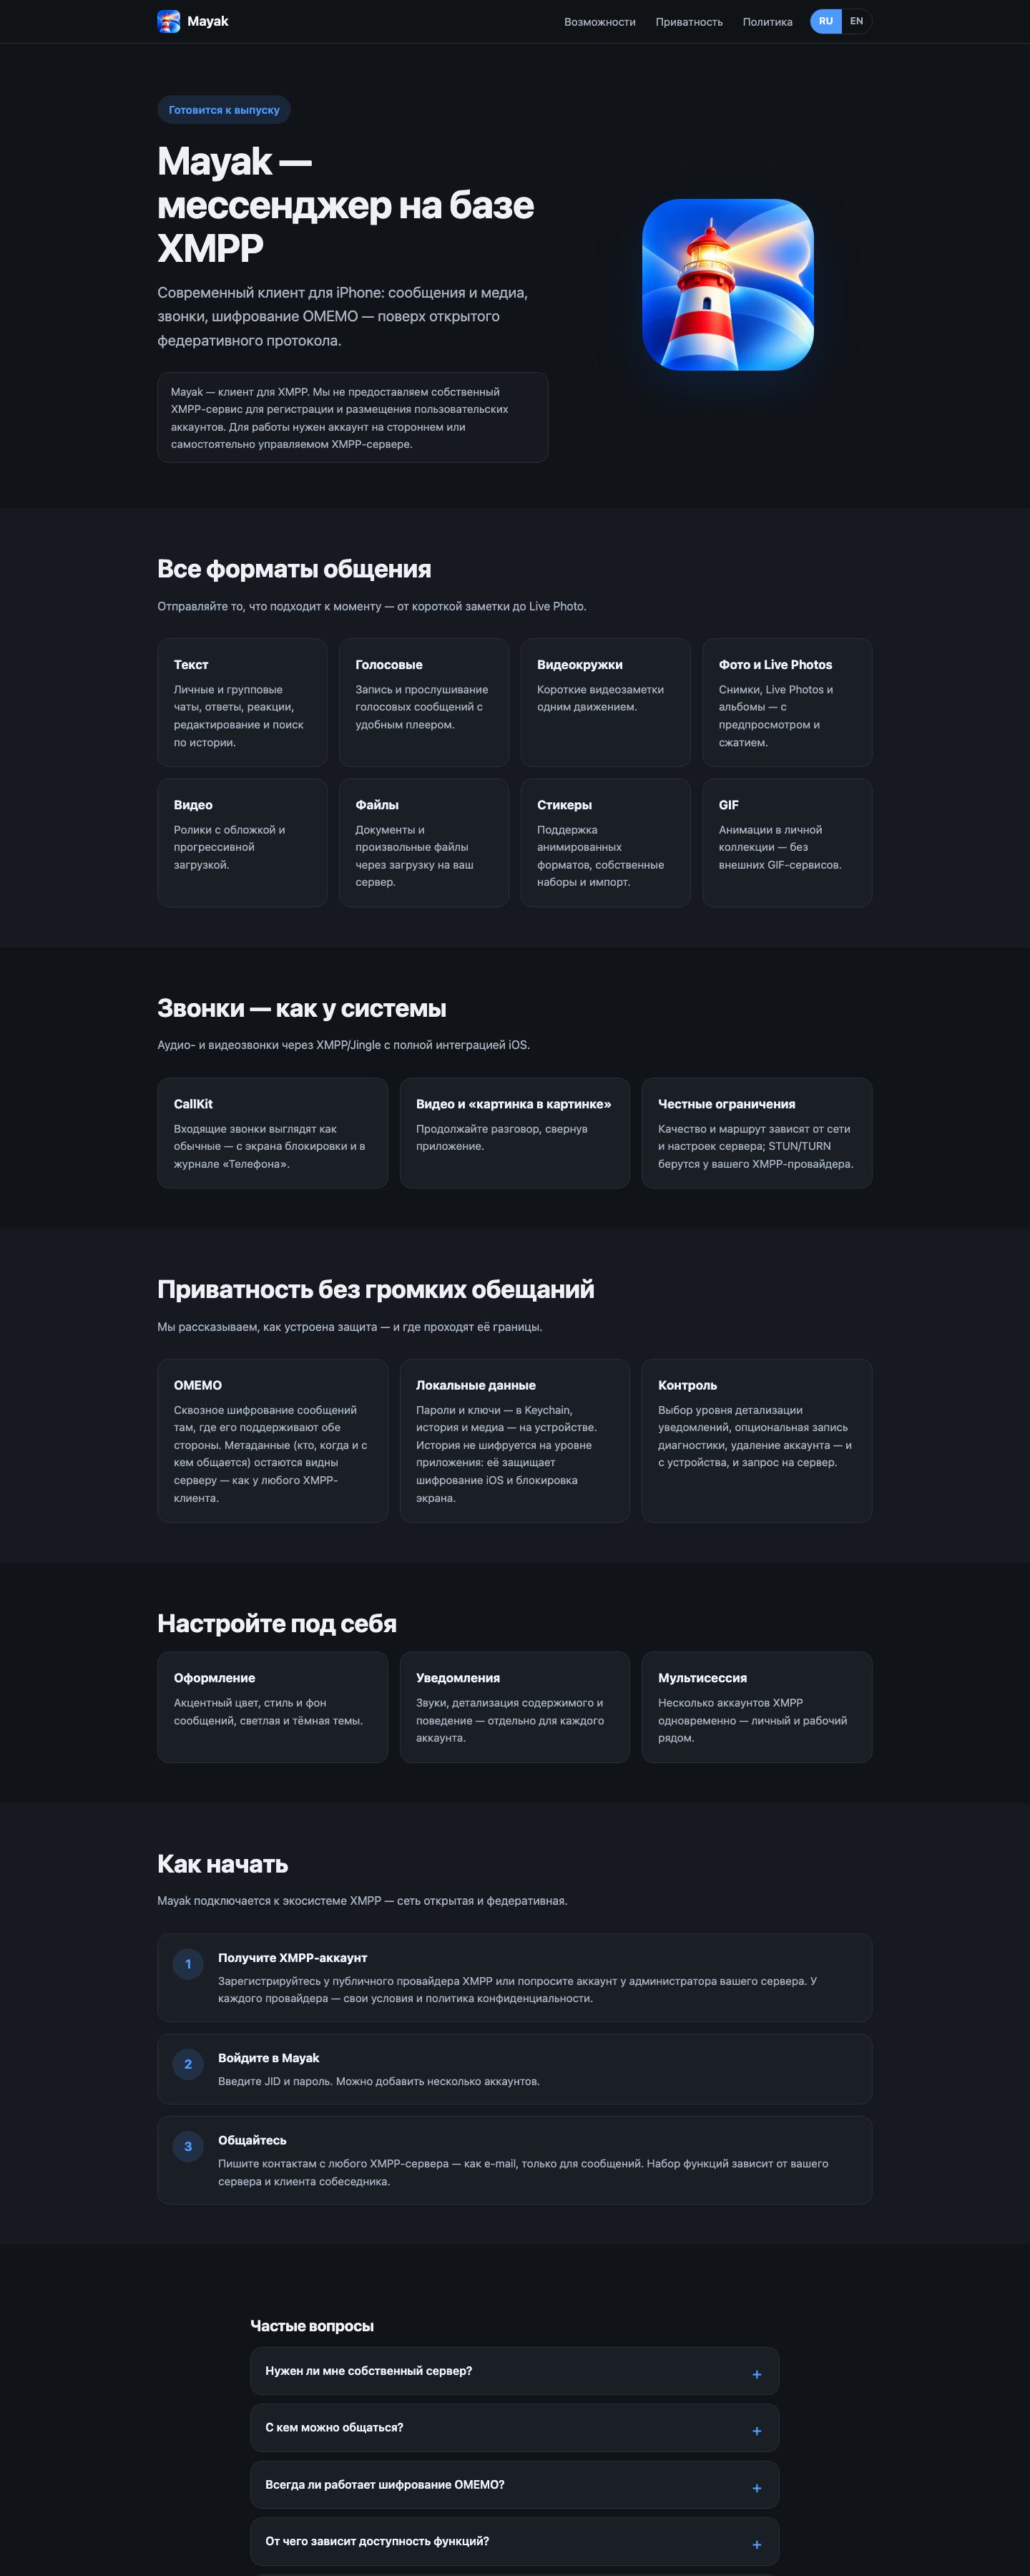 Mayak
Возможности
Приватность
Политика
RU
EN
Готовится к выпуску
Mayak —
мессенджер на базе
XMPP
Современный клиент для iPhone: сообщения и медиа,
звонки, шифрование OMEMO — поверх открытого
федеративного протокола.
Mayak — клиент для XMPP. Мы не предоставляем собственный
XMPP-сервис для регистрации и размещения пользовательских
аккаунтов. Для работы нужен аккаунт на стороннем или
самостоятельно управляемом XMPP-сервере.
Все форматы общения
Отправляйте то, что подходит к моменту — от короткой заметки до Live Photo.
Текст
Личные и групповые
чаты, ответы, реакции,
редактирование и поиск
по истории.
Голосовые
Запись и прослушивание
голосовых сообщений с
удобным плеером.
Видеокружки
Короткие видеозаметки
одним движением.
Фото и Live Photos
Снимки, Live Photos и
альбомы — с
предпросмотром и
сжатием.
Видео
Ролики с обложкой и
прогрессивной
загрузкой.
Файлы
Документы и
произвольные файлы
через загрузку на ваш
сервер.
Стикеры
Поддержка
анимированных
форматов, собственные
наборы и импорт.
GIF
Анимации в личной
коллекции — без
внешних GIF-сервисов.
Звонки — как у системы
Аудио- и видеозвонки через XMPP/Jingle с полной интеграцией iOS.
CallKit
Входящие звонки выглядят как
обычные — с экрана блокировки и в
журнале «Телефона».
Видео и «картинка в картинке»
Продолжайте разговор, свернув
приложение.
Честные ограничения
Качество и маршрут зависят от сети
и настроек сервера; STUN/TURN
берутся у вашего XMPP-провайдера.
Приватность без громких обещаний
Мы рассказываем, как устроена защита — и где проходят её границы.
OMEMO
Сквозное шифрование сообщений
там, где его поддерживают обе
стороны. Метаданные (кто, когда и с
кем общается) остаются видны
серверу — как у любого XMPP-
клиента.
Локальные данные
Пароли и ключи — в Keychain,
история и медиа — на устройстве.
История не шифруется на уровне
приложения: её защищает
шифрование iOS и блокировка
экрана.
Контроль
Выбор уровня детализации
уведомлений, опциональная запись
диагностики, удаление аккаунта — и
с устройства, и запрос на сервер.
Настройте под себя
Оформление
Акцентный цвет, стиль и фон
сообщений, светлая и тёмная темы.
Уведомления
Звуки, детализация содержимого и
поведение — отдельно для каждого
аккаунта.
Мультисессия
Несколько аккаунтов XMPP
одновременно — личный и рабочий
рядом.
Как начать
Mayak подключается к экосистеме XMPP — сеть открытая и федеративная.
1
Получите XMPP-аккаунт
Зарегистрируйтесь у публичного провайдера XMPP или попросите аккаунт у администратора вашего сервера. У
каждого провайдера — свои условия и политика конфиденциальности.
2
Войдите в Mayak
Введите JID и пароль. Можно добавить несколько аккаунтов.
3
Общайтесь
Пишите контактам с любого XMPP-сервера — как e-mail, только для сообщений. Набор функций зависит от вашего
сервера и клиента собеседника.
Частые вопросы
Нужен ли мне собственный сервер?
+
С кем можно общаться?
+
Всегда ли работает шифрование OMEMO?
+
От чего зависит доступность функций?
+